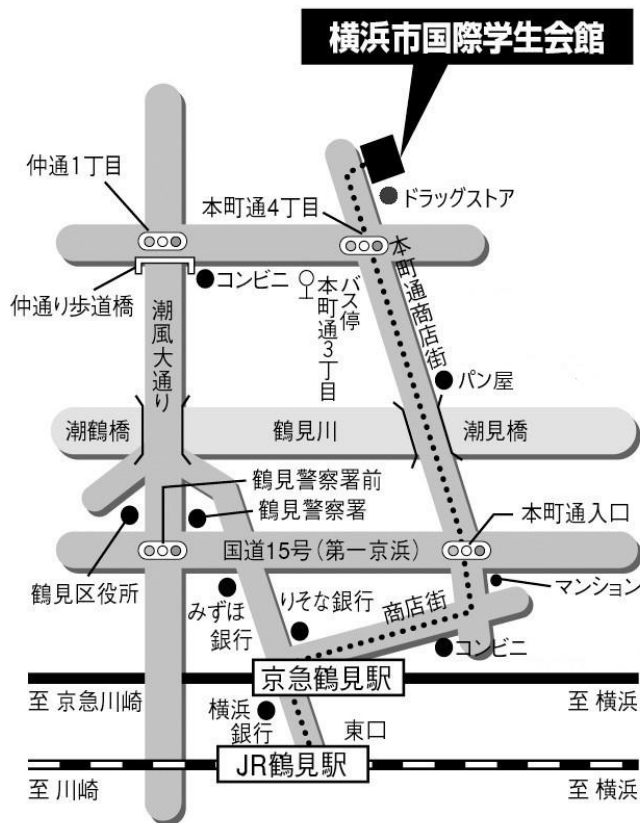 横浜市国際学生会館
仲通1丁目
本町通4丁目
ドラッグストア
仲通り歩道橋
コンビニ
バス停
本町通3丁目
本町通商店街
潮風大通り
パン屋
潮鶴橋
鶴見川
潮見橋
鶴見警察署前
鶴見警察署
本町通入口
国道15号(第一京浜)
鶴見区役所
みずほ
銀行
りそな銀行
商店街
マンション
コンビニ
京急鶴見駅
至 京急川崎
至 横浜
横浜
銀行
東口
JR鶴見駅
至 川崎
至 横浜